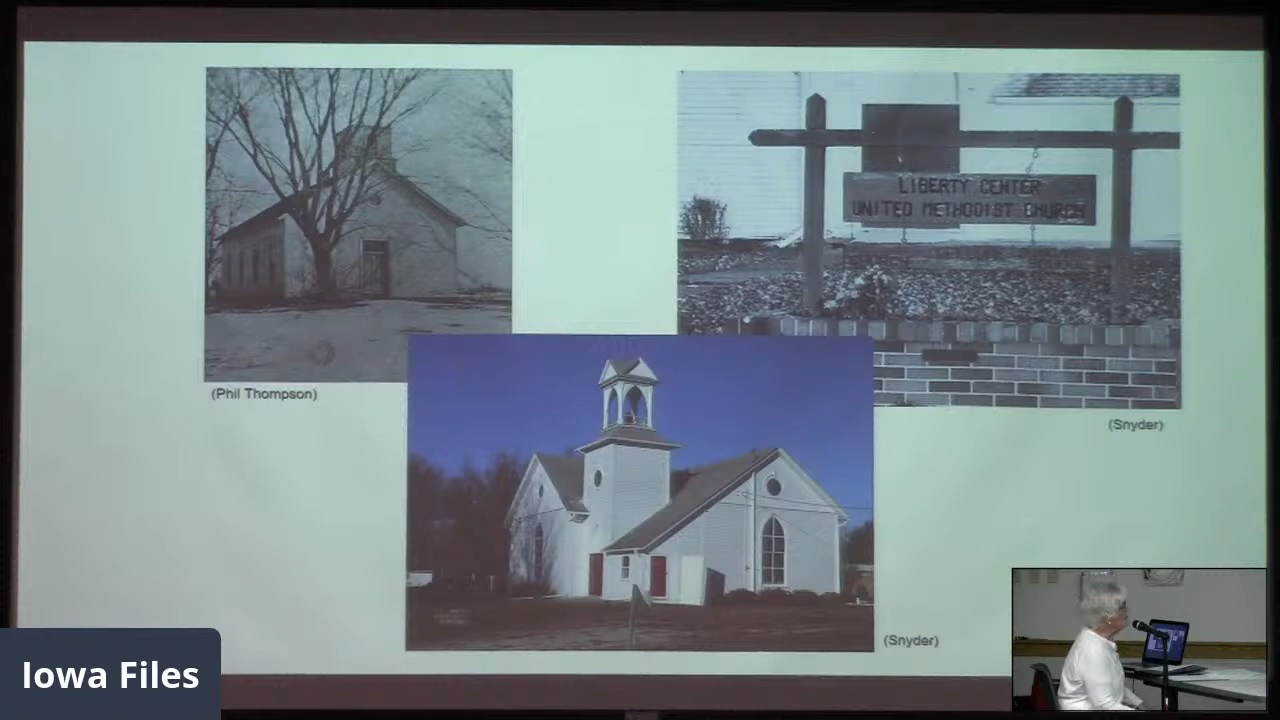 LIBERTY CENTER
UNITED METHODIST CHURCH
(Phil Thompson)
(Snyder)
(Snyder)
Iowa Files